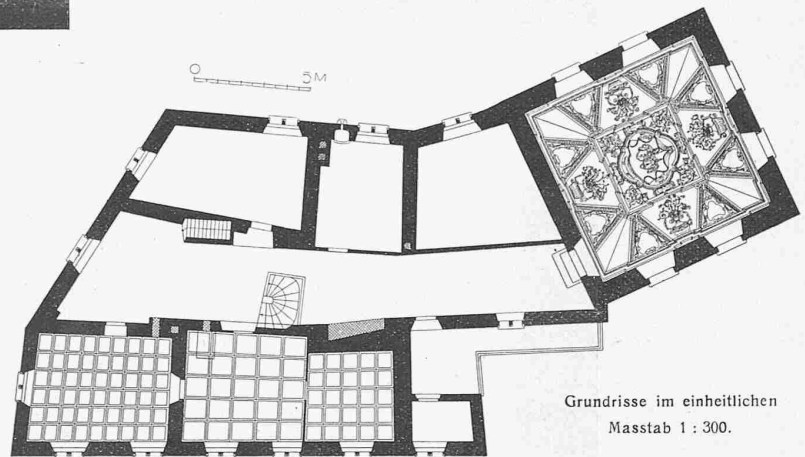 0 5M
Grundrisse im einheitlichen
Masstab 1 : 300.